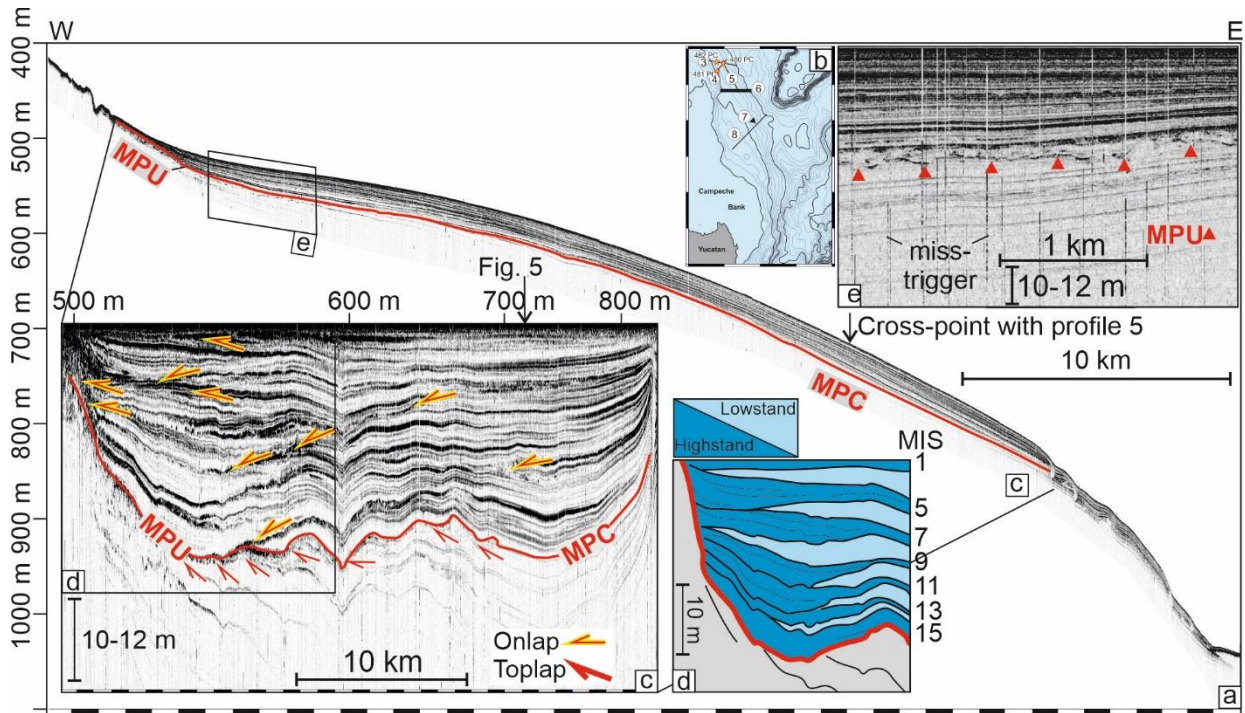 W
E
400 m
500 m
600 m
700 m
800 m
900 m
1000 m
MPU
e
Fig. 5
b
482 PC
480 PC
3
481 PC
4
5
6
7
8
Campeche
Bank
Yucatan
miss-
trigger
1 km
MPU
10-12 m
e
Cross-point with profile 5
10 km
MPC
c
500 m
600 m
700 m
800 m
MPU
MPC
d
10-12 m
Onlap
Toplap
10 km
c
Lowstand
Highstand
MIS
1
5
7
9
11
13
15
10 m
d
a